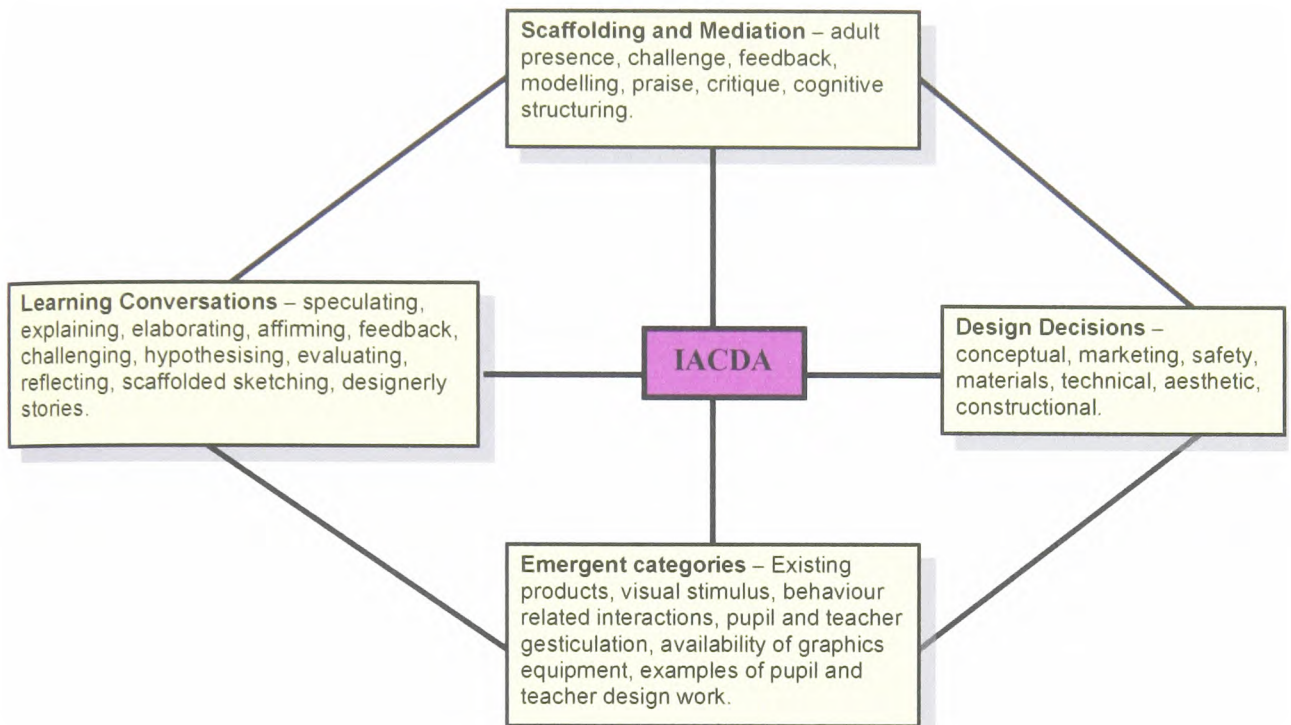 Scaffolding and Mediation – adult
presence, challenge, feedback,
modelling, praise, critique, cognitive
structuring.
Learning Conversations – speculating,
explaining, elaborating, affirming, feedback,
challenging, hypothesising, evaluating,
reflecting, scaffolded sketching, designerly
stories.
IACDA
Design Decisions –
conceptual, marketing, safety,
materials, technical, aesthetic,
constructional.
Emergent categories – Existing
products, visual stimulus, behaviour
related interactions, pupil and teacher
gesticulation, availability of graphics
equipment, examples of pupil and
teacher design work.